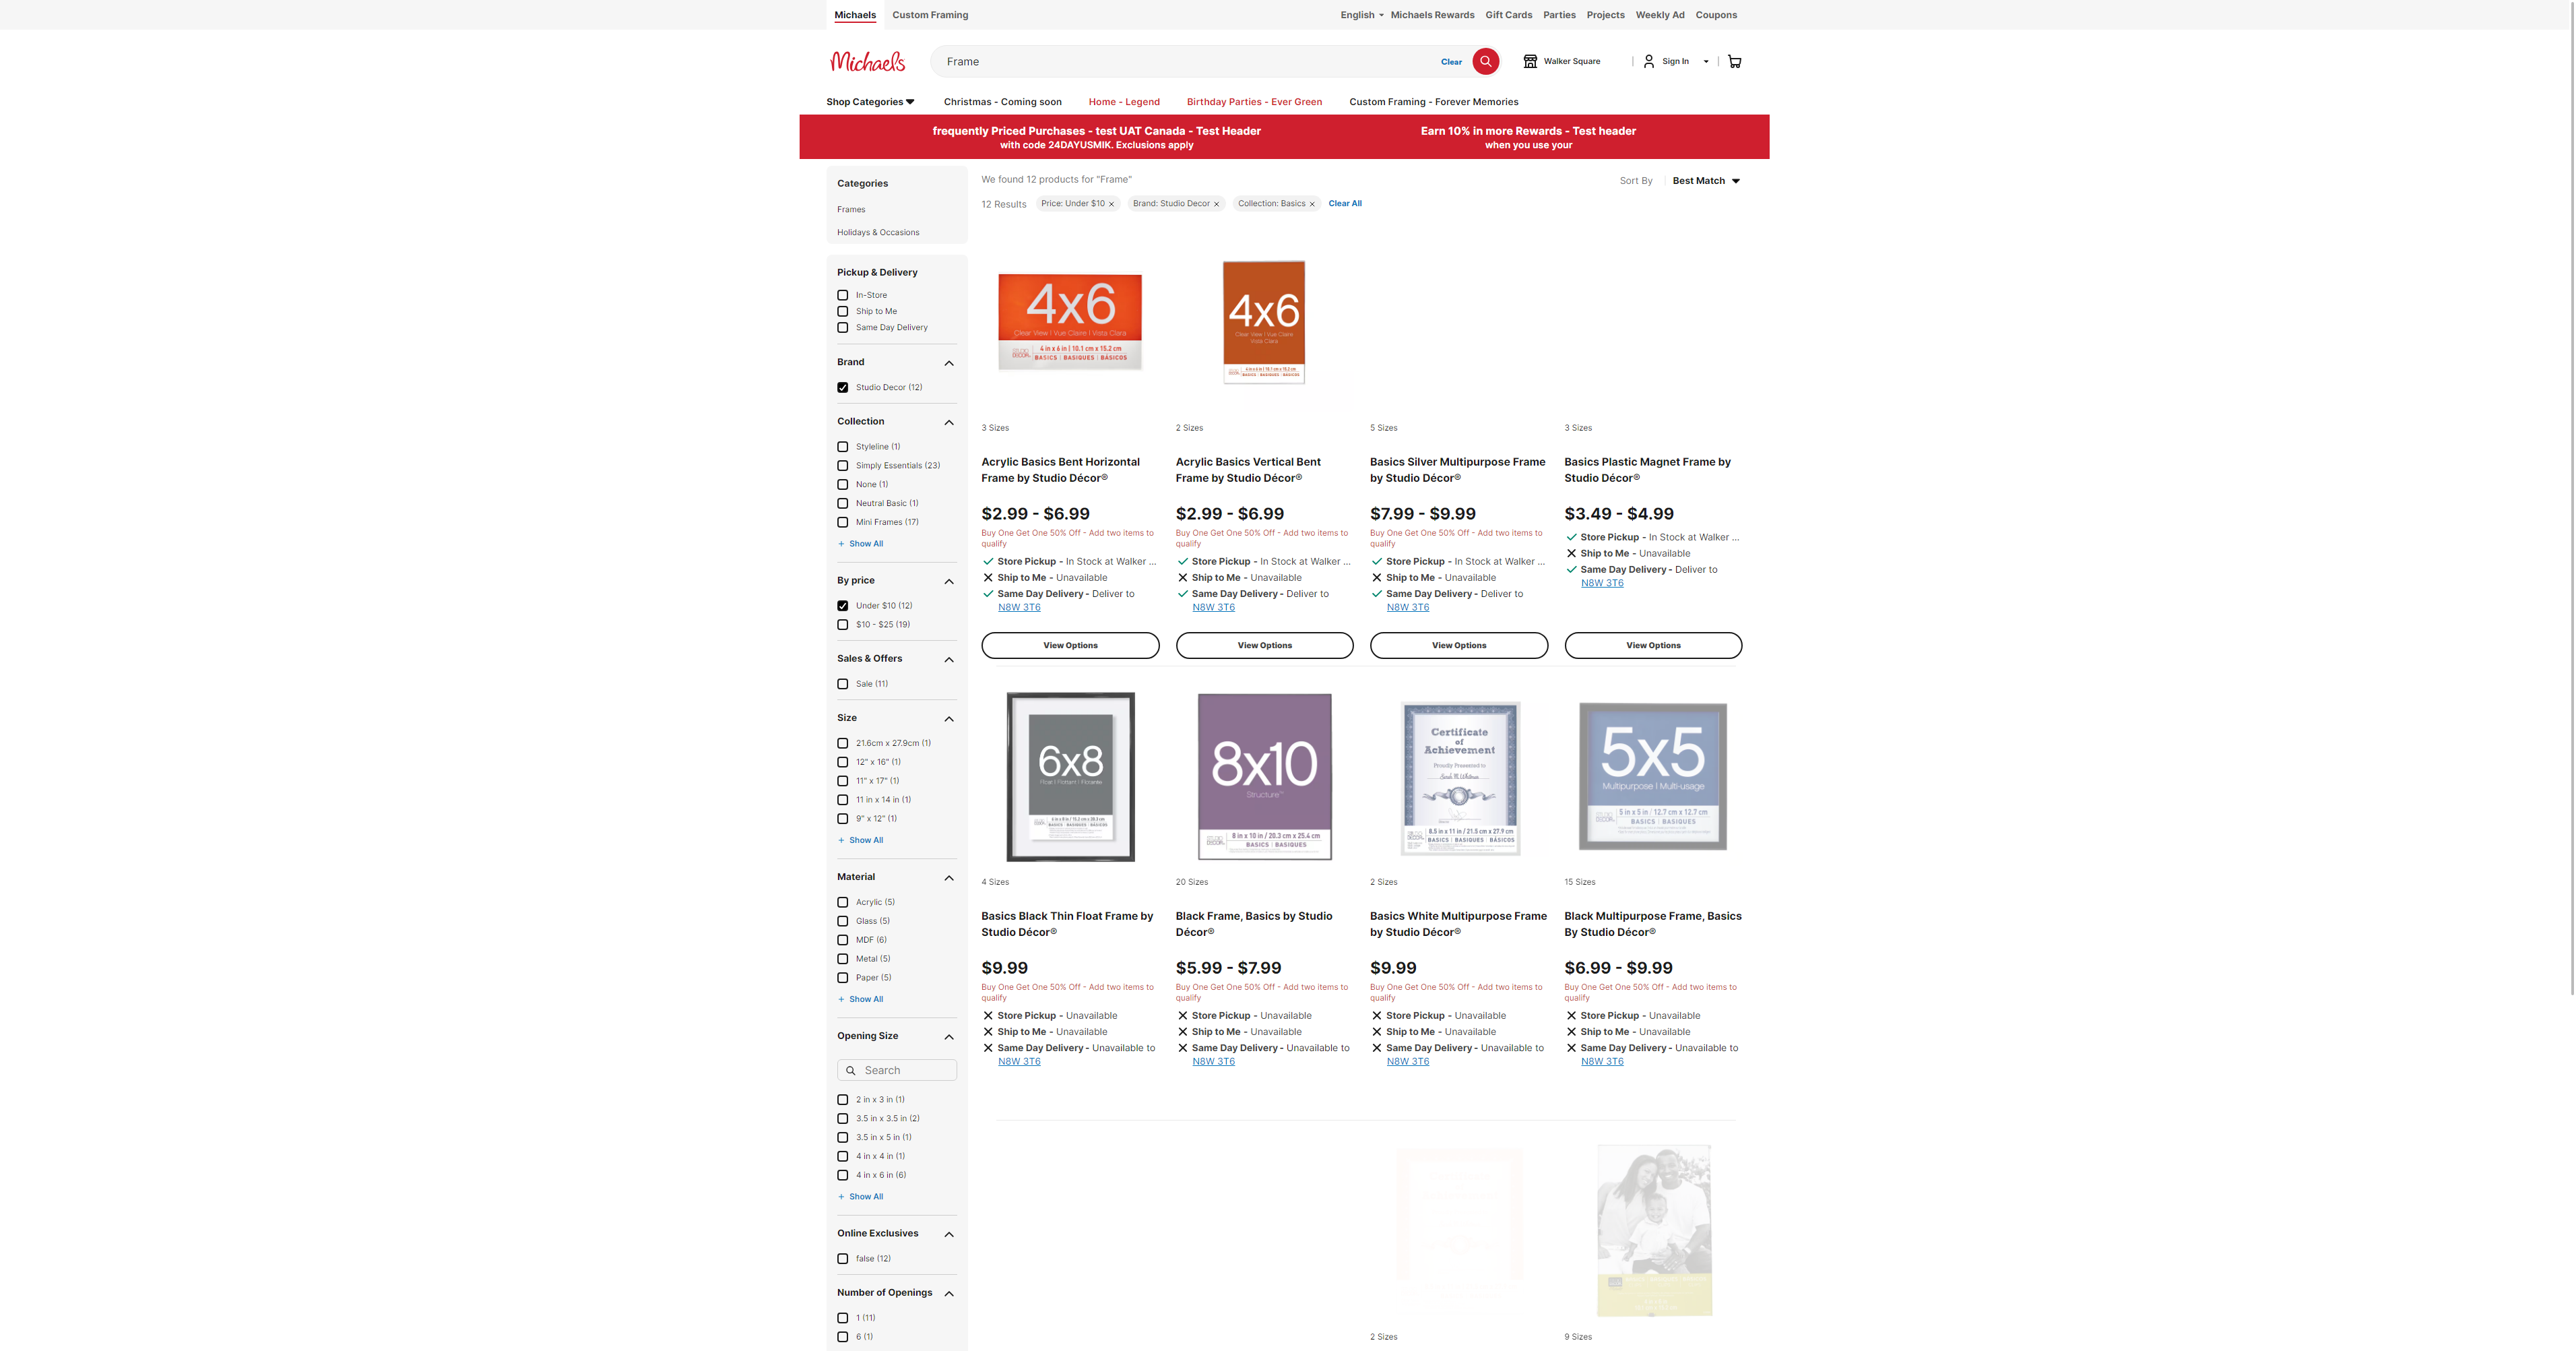 Michaels
Custom Framing
English
Michaels Rewards
Gift Cards
Parties
Projects
Weekly Ad
Coupons
Michaels
Frame
Clear
Walker Square
Sign In
Shop Categories
Christmas - Coming soon
Home - Legend
Birthday Parties - Ever Green
Custom Framing - Forever Memories
frequently Priced Purchases - test UAT Canada - Test Header
with code 24DAYUSMIK. Exclusions apply
Earn 10% in more Rewards - Test header
when you use your
Categories
Frames
Holidays & Occasions
Pickup & Delivery
In-Store
Ship to Me
Same Day Delivery
Brand
Studio Decor (12)
Collection
Styleline (1)
Simply Essentials (23)
None (1)
Neutral Basic (1)
Mini Frames (17)
+ Show All
By price
Under $10 (12)
$10 - $25 (19)
Sales & Offers
Sale (11)
Size
21.6cm x 27.9cm (1)
12" x 16" (1)
11" x 17" (1)
11 in x 14 in (1)
9" x 12" (1)
+ Show All
Material
Acrylic (5)
Glass (5)
MDF (6)
Metal (5)
Paper (5)
+ Show All
Opening Size
Search
2 in x 3 in (1)
3.5 in x 3.5 in (2)
3.5 in x 5 in (1)
4 in x 4 in (1)
4 in x 6 in (6)
+ Show All
Online Exclusives
false (12)
Number of Openings
1 (11)
6 (1)
We found 12 products for "Frame"
Sort By
Best Match
12 Results
Price: Under $10
Brand: Studio Decor
Collection: Basics
Clear All
4x6
Clear View | Vue Claire | Vista Clara
4 in x 6 in | 10.1 cm x 15.2 cm
BASICS | BASIQUES | BÁSICOS
3 Sizes
Acrylic Basics Bent Horizontal
Frame by Studio Décor®
$2.99 - $6.99
Buy One Get One 50% Off - Add two items to
qualify
Store Pickup - In Stock at Walker ...
Ship to Me - Unavailable
Same Day Delivery - Deliver to
N8W 3T6
View Options
4x6
Clear View | Vue Claire
Vista Clara
4 in x 6 in | 10.1 cm x 15.2 cm
BASICS | BASIQUES | BÁSICOS
2 Sizes
Acrylic Basics Vertical Bent
Frame by Studio Décor®
$2.99 - $6.99
Buy One Get One 50% Off - Add two items to
qualify
Store Pickup - In Stock at Walker ...
Ship to Me - Unavailable
Same Day Delivery - Deliver to
N8W 3T6
View Options
5 Sizes
Basics Silver Multipurpose Frame
by Studio Décor®
$7.99 - $9.99
Buy One Get One 50% Off - Add two items to
qualify
Store Pickup - In Stock at Walker ...
Ship to Me - Unavailable
Same Day Delivery - Deliver to
N8W 3T6
View Options
3 Sizes
Basics Plastic Magnet Frame by
Studio Décor®
$3.49 - $4.99
Store Pickup - In Stock at Walker ...
Ship to Me - Unavailable
Same Day Delivery - Deliver to
N8W 3T6
View Options
6x8
Float | Flottant | Flotante
BASICS | BASIQUES | BÁSICOS
4 Sizes
Basics Black Thin Float Frame by
Studio Décor®
$9.99
Buy One Get One 50% Off - Add two items to
qualify
Store Pickup - Unavailable
Ship to Me - Unavailable
Same Day Delivery - Unavailable to
N8W 3T6
8x10
Structure™
8 in x 10 in / 20.3 cm x 25.4 cm
BASICS | BASIQUES
20 Sizes
Black Frame, Basics by Studio
Décor®
$5.99 - $7.99
Buy One Get One 50% Off - Add two items to
qualify
Store Pickup - Unavailable
Ship to Me - Unavailable
Same Day Delivery - Unavailable to
N8W 3T6
Certificate
of
Achievement
Proudly Presented to
8.5 in x 11 in / 21.5 cm x 27.9 cm
BASICS | BASIQUES | BÁSICOS
2 Sizes
Basics White Multipurpose Frame
by Studio Décor®
$9.99
Buy One Get One 50% Off - Add two items to
qualify
Store Pickup - Unavailable
Ship to Me - Unavailable
Same Day Delivery - Unavailable to
N8W 3T6
5x5
Multipurpose | Multi-usage
5 in x 5 in / 12.7 cm x 12.7 cm
BASICS | BASIQUES
15 Sizes
Black Multipurpose Frame, Basics
By Studio Décor®
$6.99 - $9.99
Buy One Get One 50% Off - Add two items to
qualify
Store Pickup - Unavailable
Ship to Me - Unavailable
Same Day Delivery - Unavailable to
N8W 3T6
2 Sizes
9 Sizes